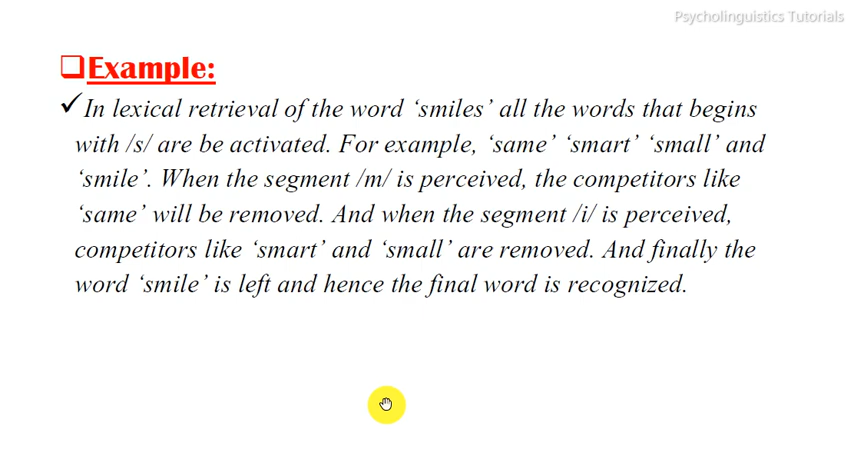 Psycholinguistics Tutorials
Example:
In lexical retrieval of the word ‘smiles’ all the words that begins
with /s/ are be activated. For example, ‘same’ ‘smart’ ‘small’ and
‘smile’. When the segment /m/ is perceived, the competitors like
‘same’ will be removed. And when the segment /i/ is perceived,
competitors like ‘smart’ and ‘small’ are removed. And finally the
word ‘smile’ is left and hence the final word is recognized.